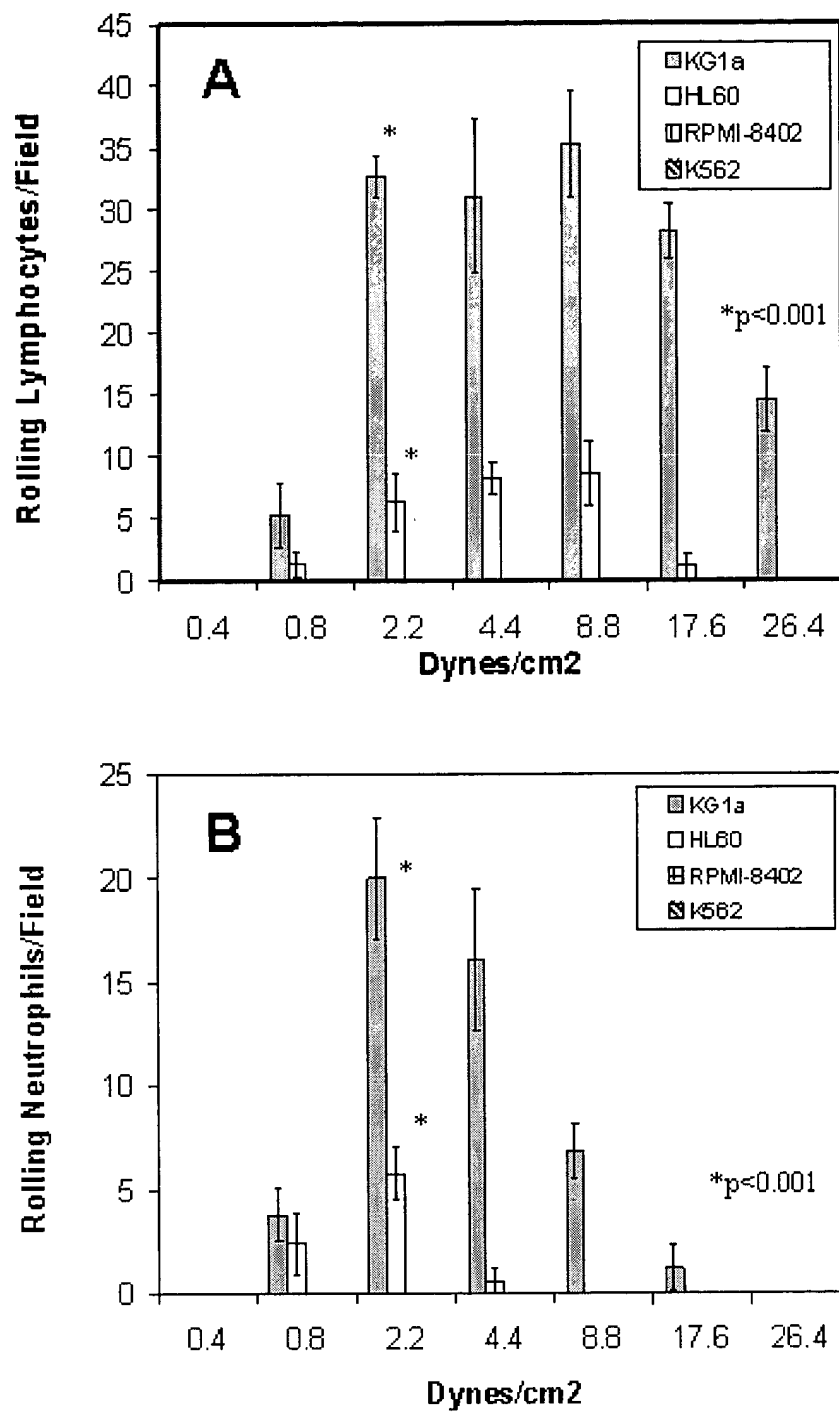 A
45
40
35
30
25
20
15
10
5
0
Rolling Lymphocytes/Field
KG1a
HL60
RPMI-8402
K562
*
*
*p<0.001
0.4 0.8 2.2 4.4 8.8 17.6 26.4
Dynes/cm2
B
25
20
15
10
5
0
Rolling Neutrophils/Field
KG1a
HL60
RPMI-8402
K562
*
*
*p<0.001
0.4 0.8 2.2 4.4 8.8 17.6 26.4
Dynes/cm2